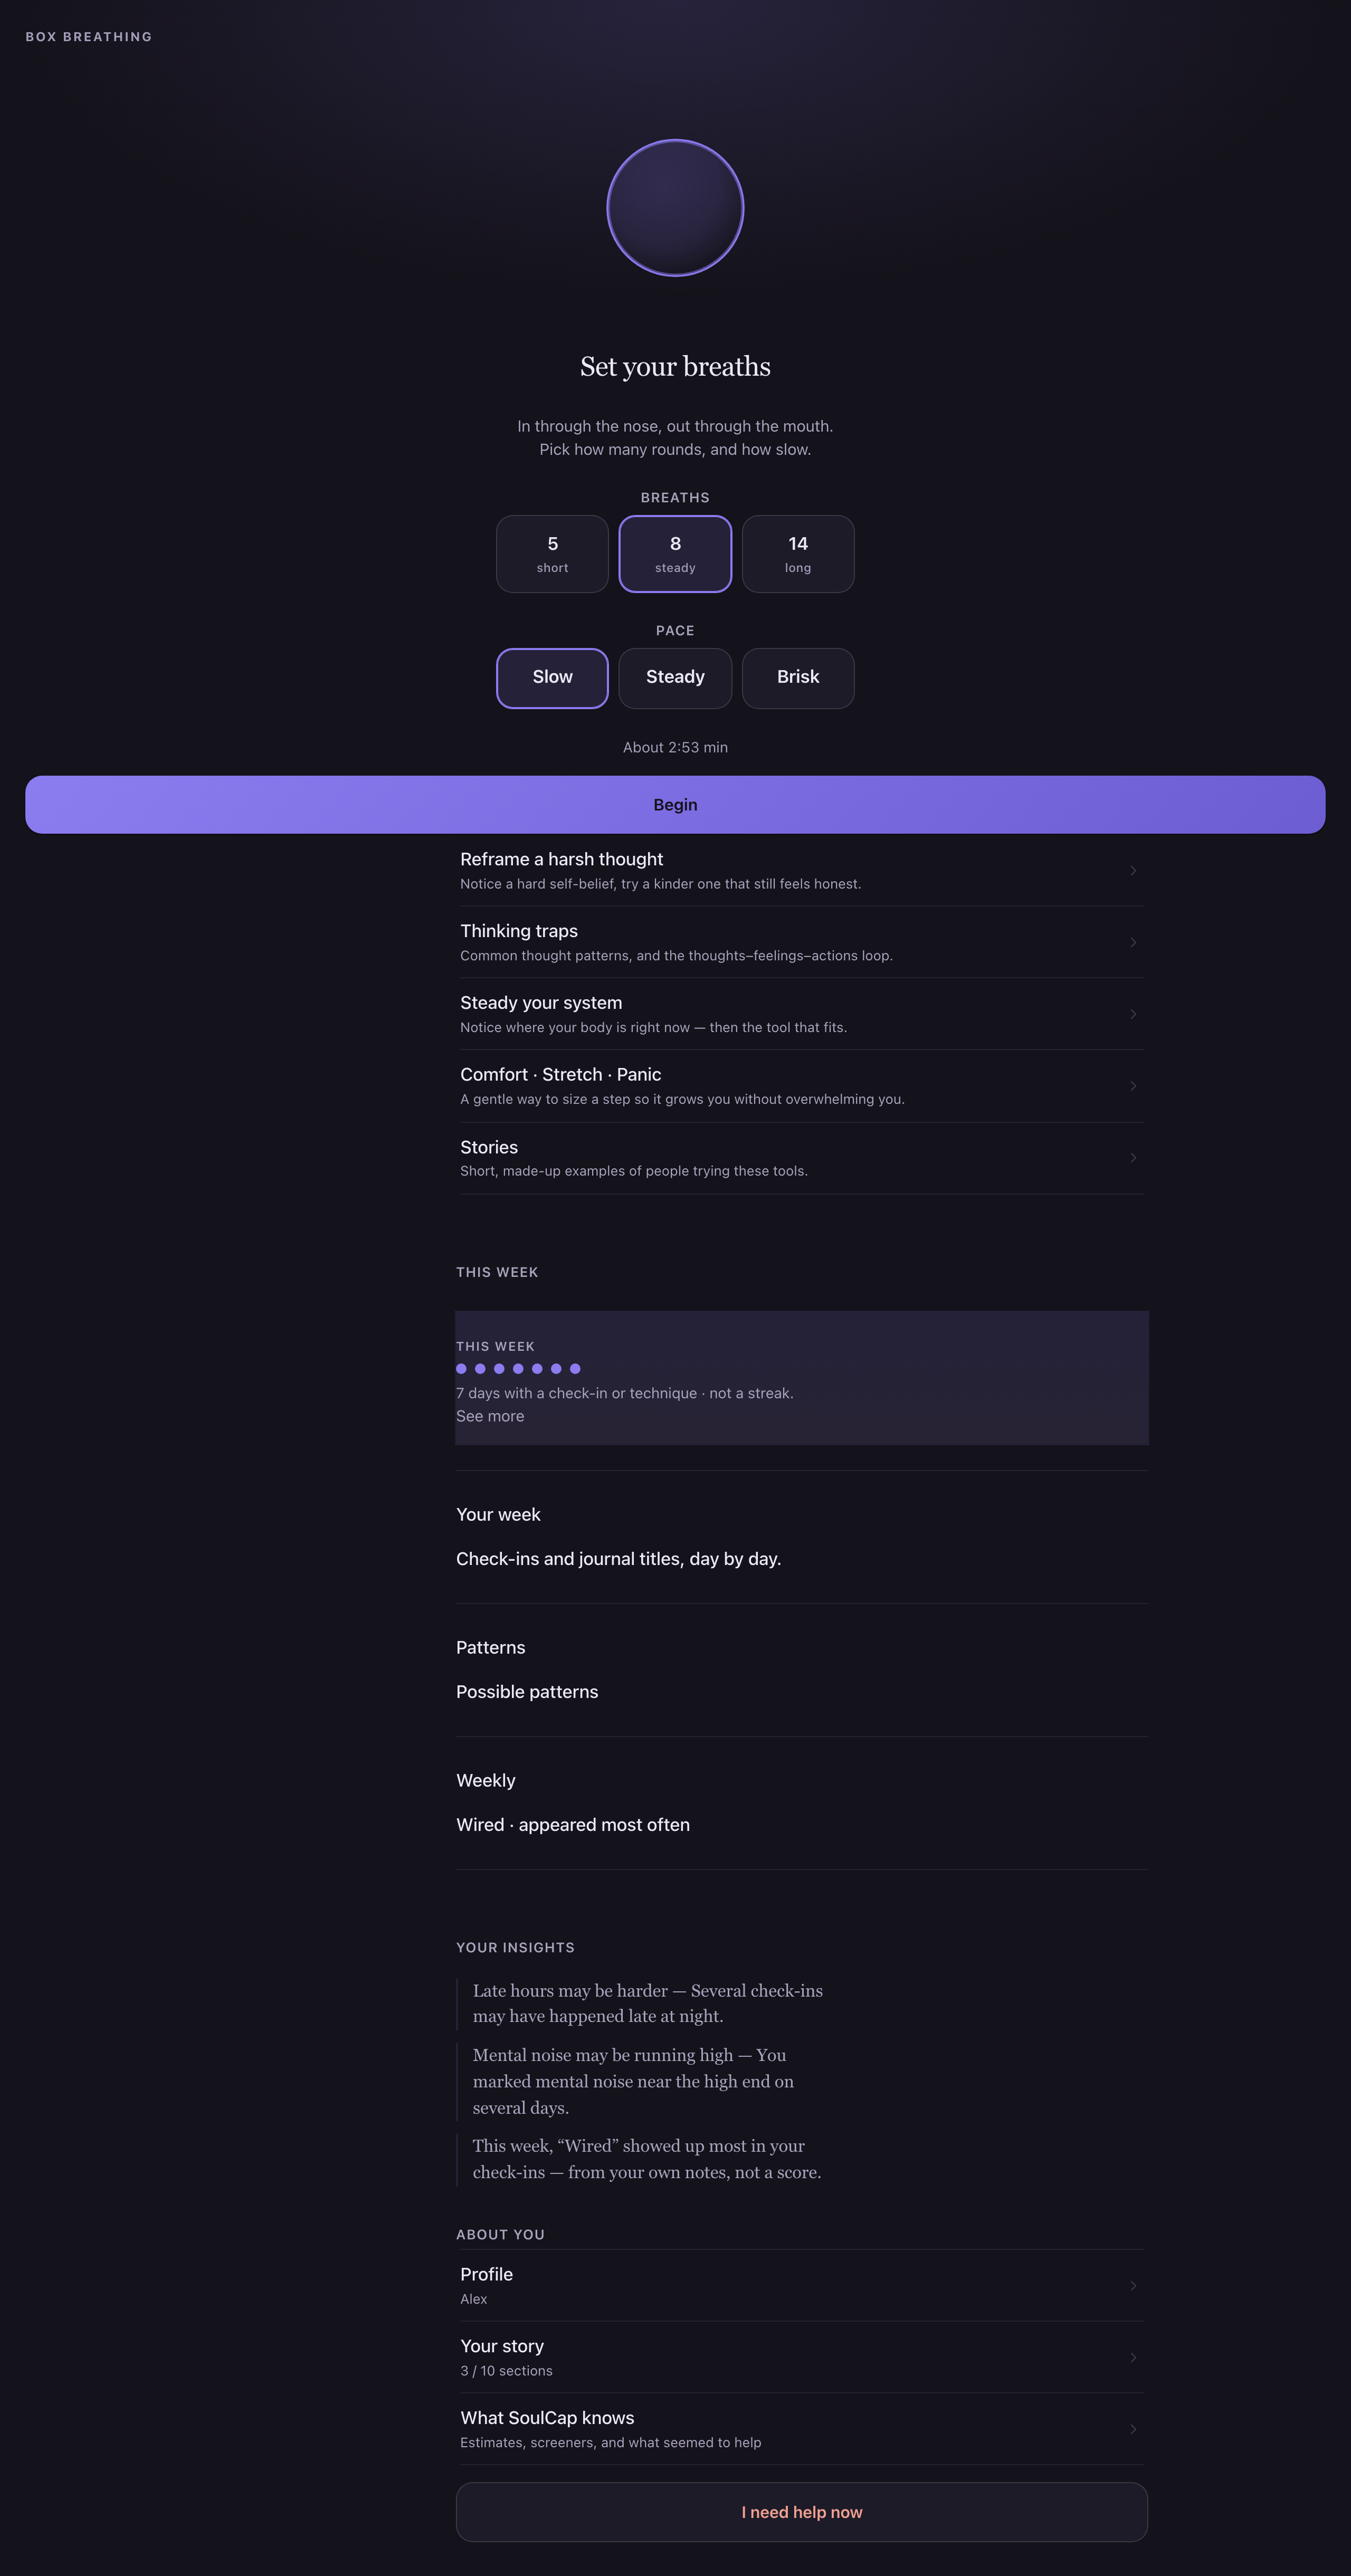 BOX BREATHING
Set your breaths
In through the nose, out through the mouth.
Pick how many rounds, and how slow.
BREATHS
5
short
8
steady
14
long
PACE
Slow
Steady
Brisk
About 2:53 min
Begin
Reframe a harsh thought
Notice a hard self-belief, try a kinder one that still feels honest.
Thinking traps
Common thought patterns, and the thoughts–feelings–actions loop.
Steady your system
Notice where your body is right now — then the tool that fits.
Comfort · Stretch · Panic
A gentle way to size a step so it grows you without overwhelming you.
Stories
Short, made-up examples of people trying these tools.
THIS WEEK
THIS WEEK
7 days with a check-in or technique · not a streak.
See more
Your week
Check-ins and journal titles, day by day.
Patterns
Possible patterns
Weekly
Wired · appeared most often
YOUR INSIGHTS
Late hours may be harder — Several check-ins
may have happened late at night.
Mental noise may be running high — You
marked mental noise near the high end on
several days.
This week, “Wired” showed up most in your
check-ins — from your own notes, not a score.
ABOUT YOU
Profile
Alex
Your story
3 / 10 sections
What SoulCap knows
Estimates, screeners, and what seemed to help
I need help now